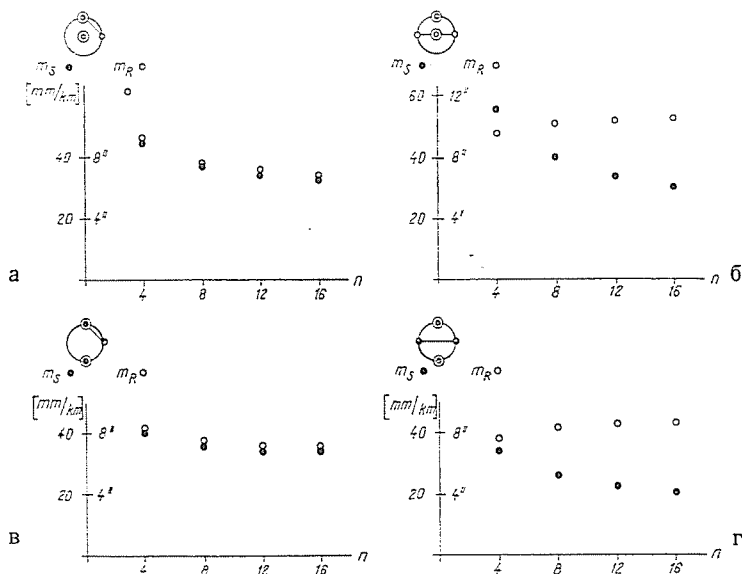 m_S m_R
[mm/km]
40 8"
20 4"
4 8 12 16 n
а
m_S m_R
60 12"
40 8"
20 4"
4 8 12 16 n
б
m_S m_R
[mm/km]
40 8"
20 4"
4 8 12 16 n
в
m_S m_R
[mm/km]
40 8"
20 4"
4 8 12 16 n
г